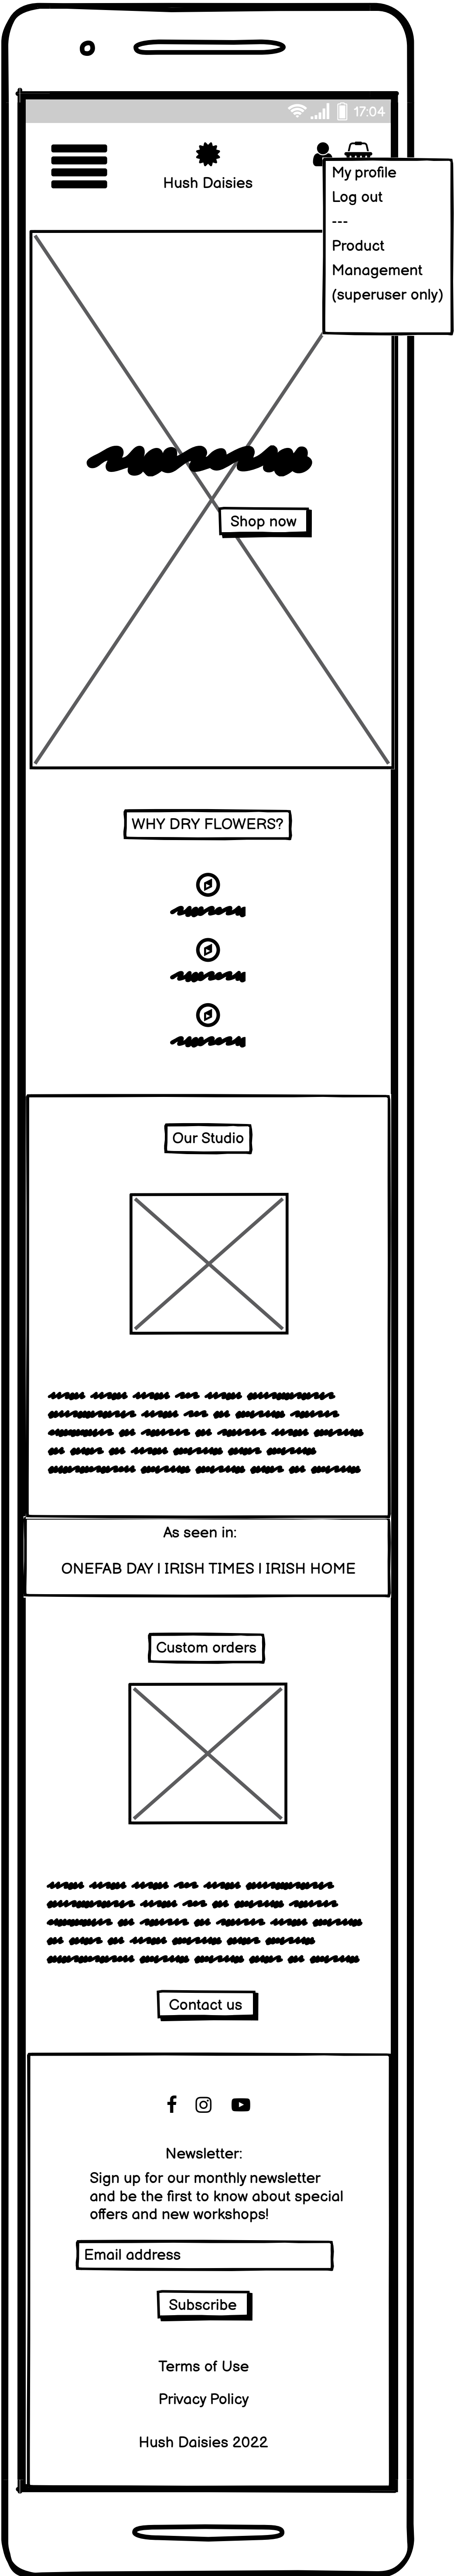 17:04
Hush Daisies
My profile
Log out
---
Product
Management
(superuser only)
Shop now
WHY DRY FLOWERS?
Our Studio
As seen in:
ONEFAB DAY | IRISH TIMES | IRISH HOME
Custom orders
Contact us
Newsletter:
Sign up for our monthly newsletter
and be the first to know about special
offers and new workshops!
Email address
Subscribe
Terms of Use
Privacy Policy
Hush Daisies 2022